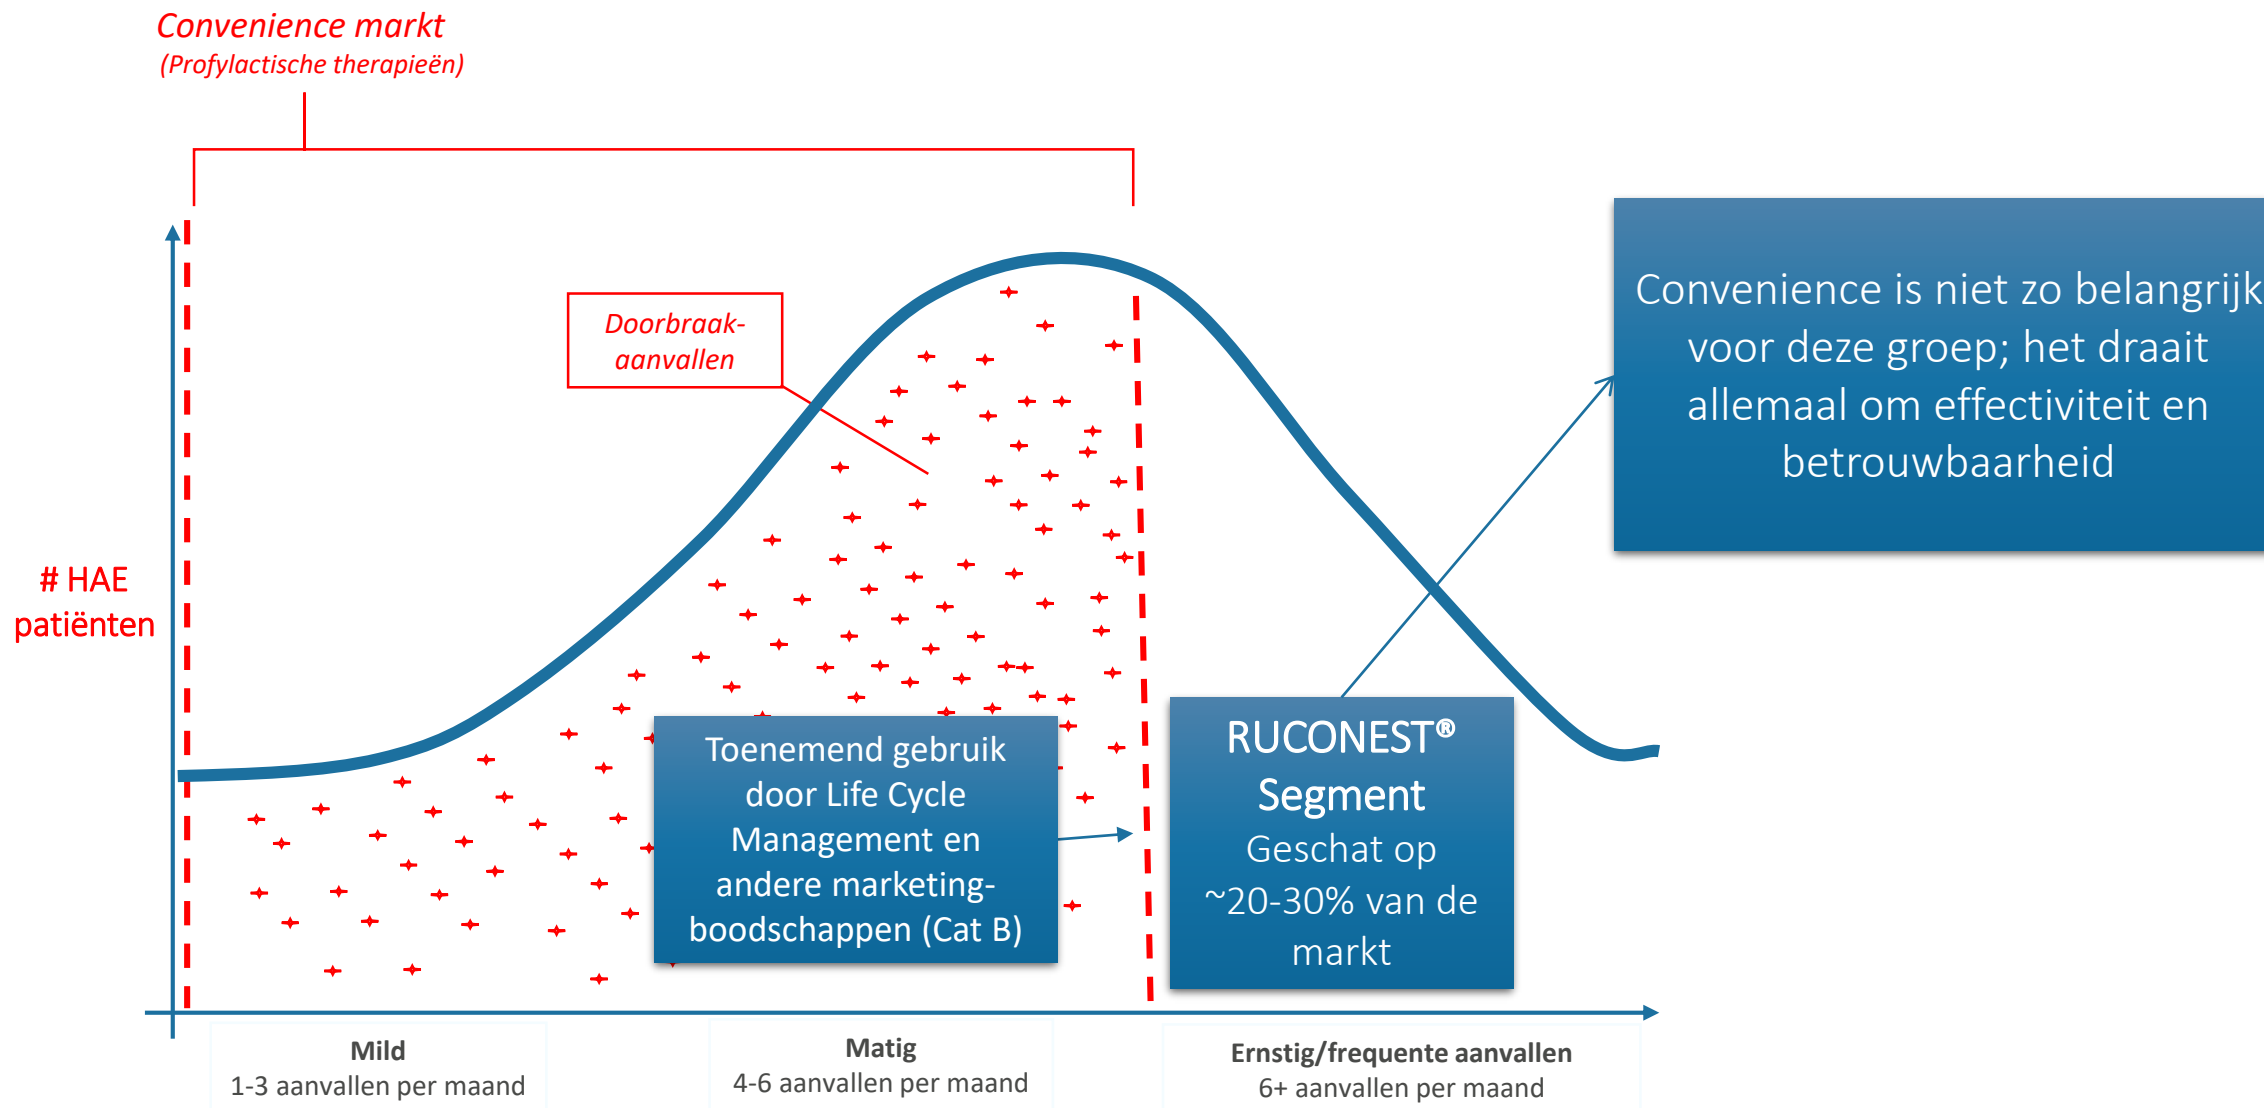 Convenience markt
(Profylactische therapieën)
Doorbraak-
aanvallen
# HAE
patiënten
Convenience is niet zo belangrijk
voor deze groep; het draait
allemaal om effectiviteit en
betrouwbaarheid
Toenemend gebruik
door Life Cycle
Management en
andere marketing-
boodschappen (Cat B)
RUCONEST®
Segment
Geschat op
~20-30% van de
markt
Mild
1-3 aanvallen per maand
Matig
4-6 aanvallen per maand
Ernstig/frequente aanvallen
6+ aanvallen per maand